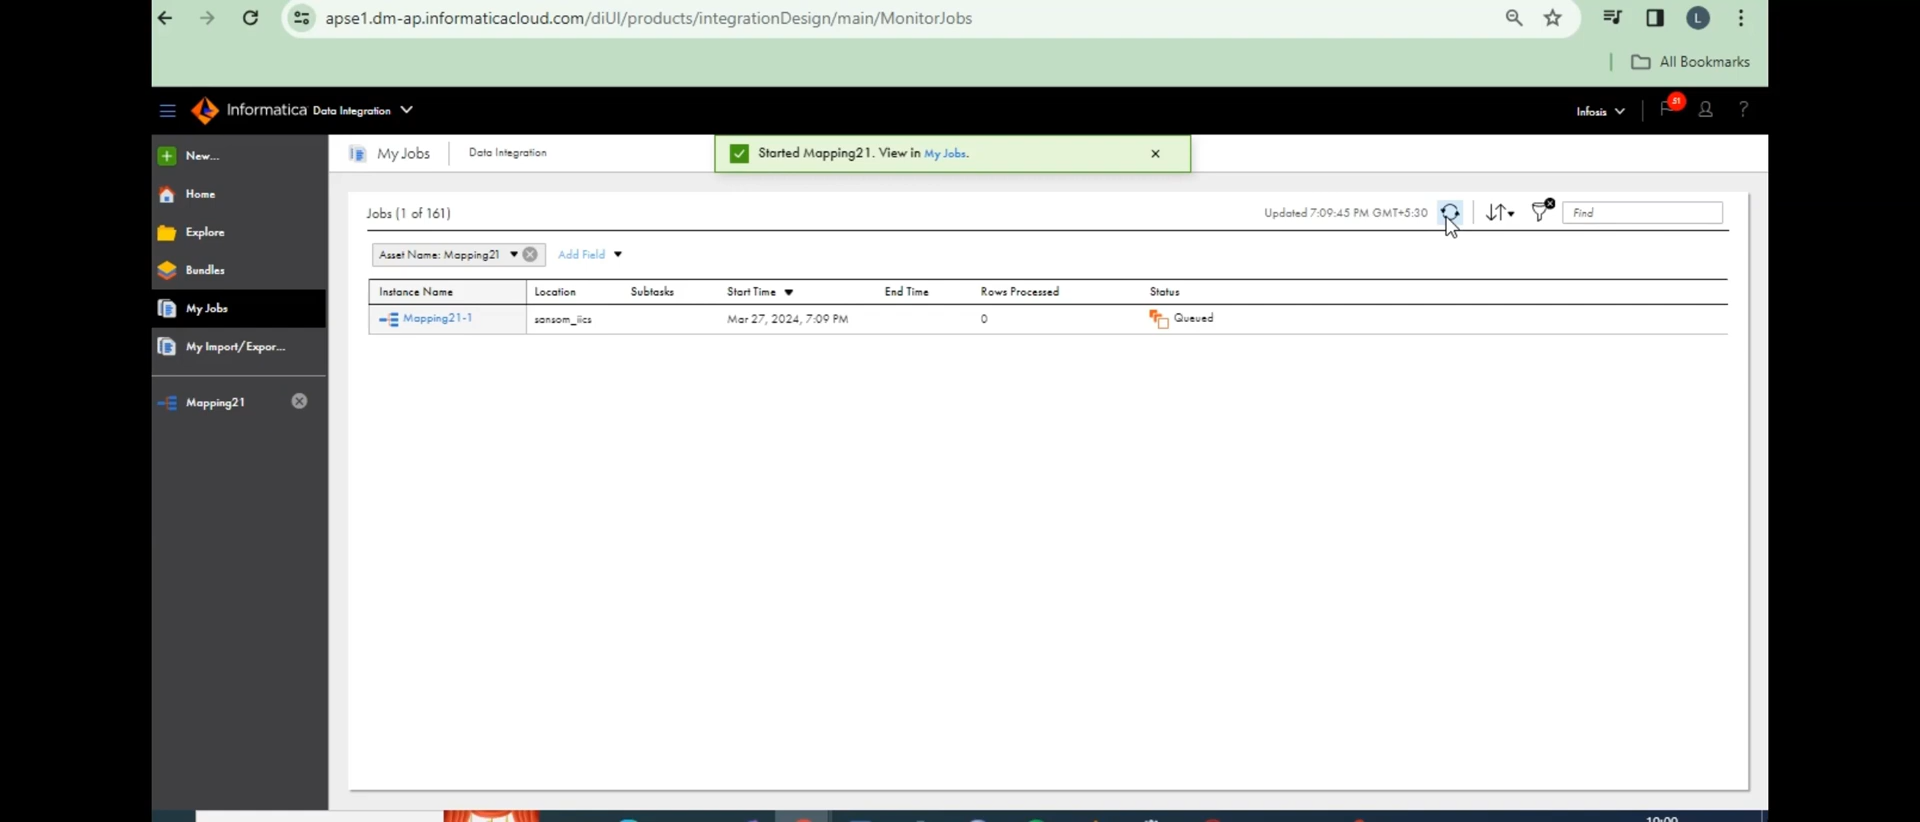 apse1.dm-ap.informaticacloud.com/diUI/products/integrationDesign/main/MonitorJobs
L
All Bookmarks
Informatica Data Integration
Infosis
51
?
New...
Home
Explore
Bundles
My Jobs
My Import/Expor...
Mapping21
My Jobs
Data Integration
Started Mapping21. View in My Jobs.
Jobs (1 of 161)
Updated 7:09:45 PM GMT+5:30
Find
Asset Name: Mapping21
Add Field
Instance Name Location Subtasks Start Time End Time Rows Processed Status
Mapping21-1 sansom_iics Mar 27, 2024, 7:09 PM 0 Queued